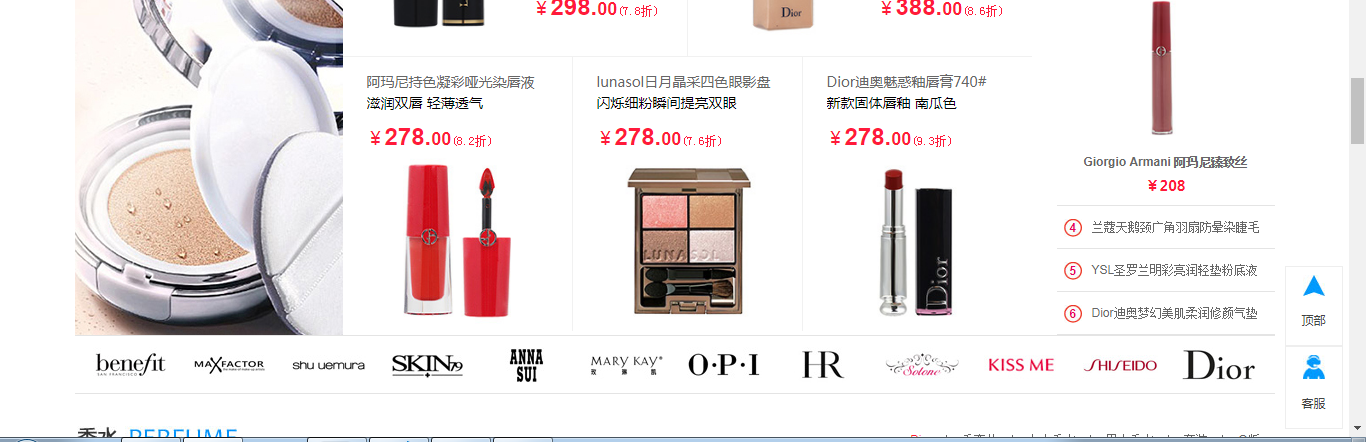 ￥298.00(7.8折)
￥388.00(8.6折)
Dior
阿玛尼持色凝彩哑光染唇液
滋润双唇 轻薄透气
￥278.00(8.2折)
lunasol日月晶采四色眼影盘
闪烁细粉瞬间提亮双眼
￥278.00(7.6折)
LUNASOL
Dior迪奥魅惑釉唇膏740#
新款固体唇釉 南瓜色
￥278.00(9.3折)
Dior
Giorgio Armani 阿玛尼臻致丝
￥208
4 兰蔻天鹅颈广角羽扇防晕染睫毛
5 YSL圣罗兰明彩亮润轻垫粉底液
6 Dior迪奥梦幻美肌柔润修颜气垫
顶部
客服
benefit
SAN FRANCISCO
MAXFACTOR
shu uemura
SKIN79
ANNA
SUI
MARY KAY
玫琳凯
O·P·I
HR
Solone
KISS ME
SHISEIDO
Dior
香水 PERFUME